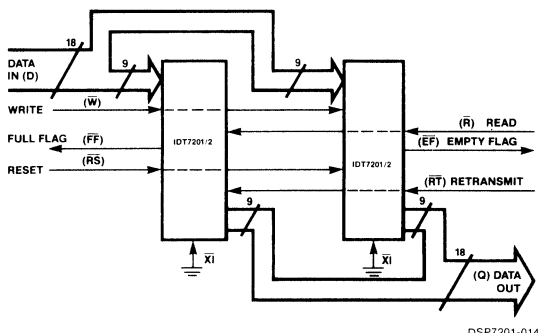 18
9
9
DATA
IN (D)
WRITE (W̅)
(R̅) READ
FULL FLAG (F̅F̅)
(E̅F̅) EMPTY FLAG
IDT7201/2
IDT7201/2
RESET (R̅S̅)
(R̅T̅) RETRANSMIT
9
9
X̅I̅
X̅I̅
18
(Q) DATA
OUT
DSP7201-014